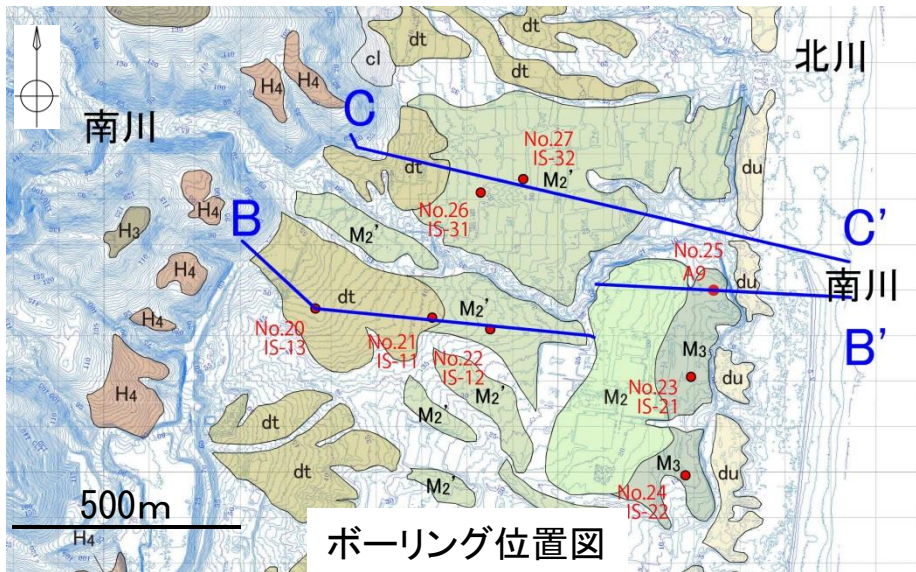 dt
cl
dt
北川
H4
H4
南川
C
dt
No.27
IS-32
M2'
H4
H3
B
M2'
No.26
IS-31
du
C'
No.25
A9
du
南川
H4
dt
M2'
H4
No.20
IS-13
No.21
IS-11
No.22
IS-12
B'
M3
No.23
IS-21
M2
du
H4
M2'
M2'
dt
dt
M2'
M3
du
No.24
IS-22
500m
H4
ボーリング位置図